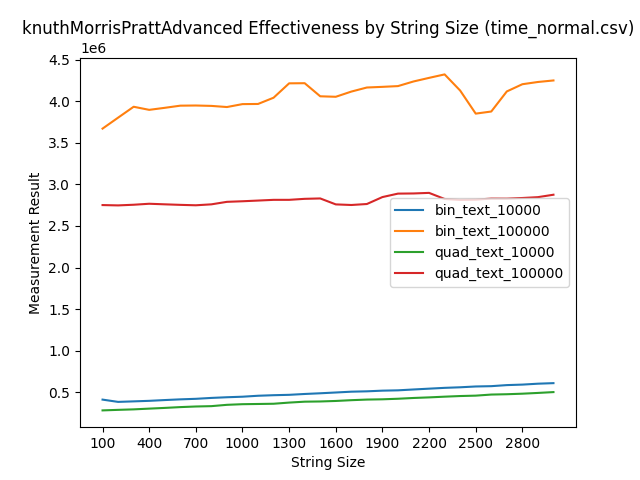 knuthMorrisPrattAdvanced Effectiveness by String Size (time_normal.csv)
1e6
4.5
4.0
3.5
3.0
2.5
2.0
1.5
1.0
0.5
Measurement Result
bin_text_10000
bin_text_100000
quad_text_10000
quad_text_100000
100 400 700 1000 1300 1600 1900 2200 2500 2800
String Size